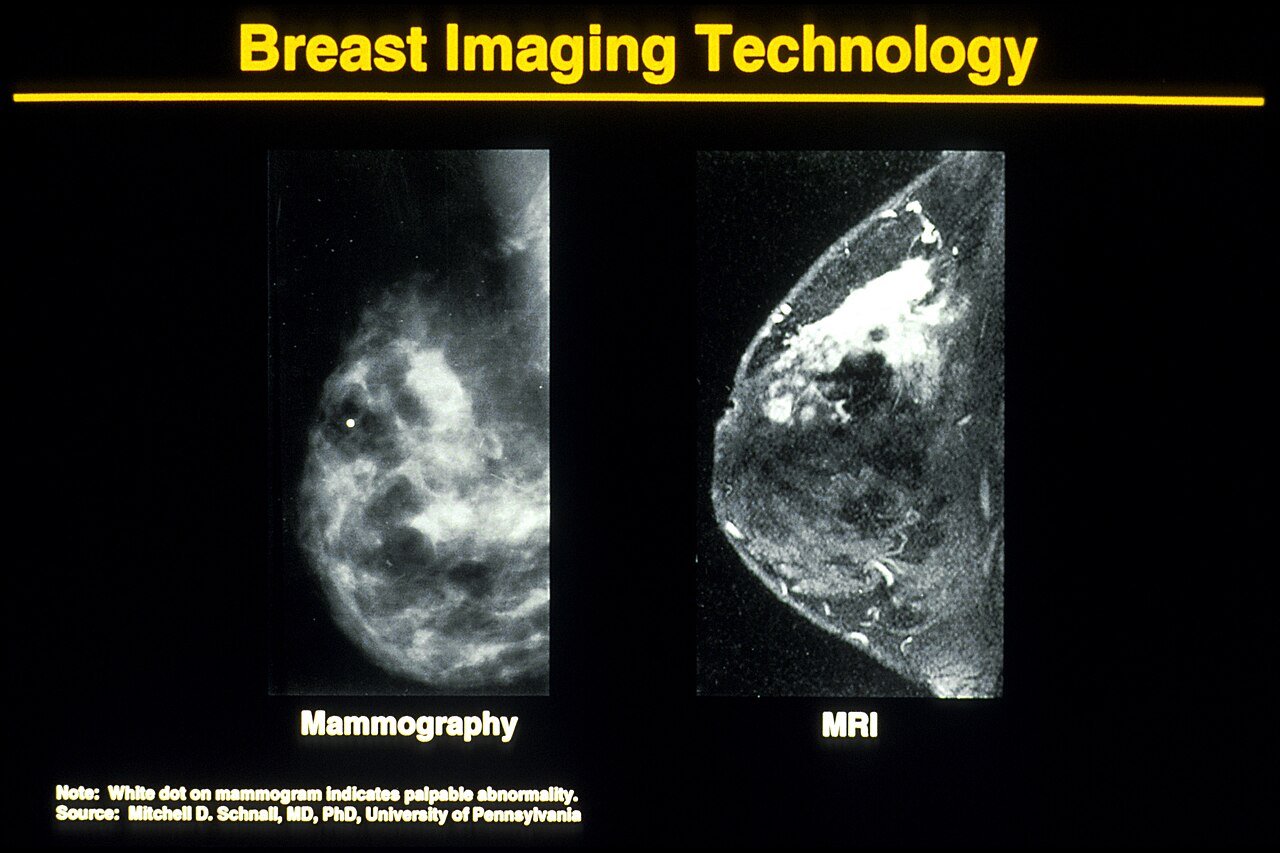 Breast Imaging Technology
Mammography
MRI
Note: White dot on mammogram indicates palpable abnormality.
Source: Mitchell D. Schnall, MD, PhD, University of Pennsylvania